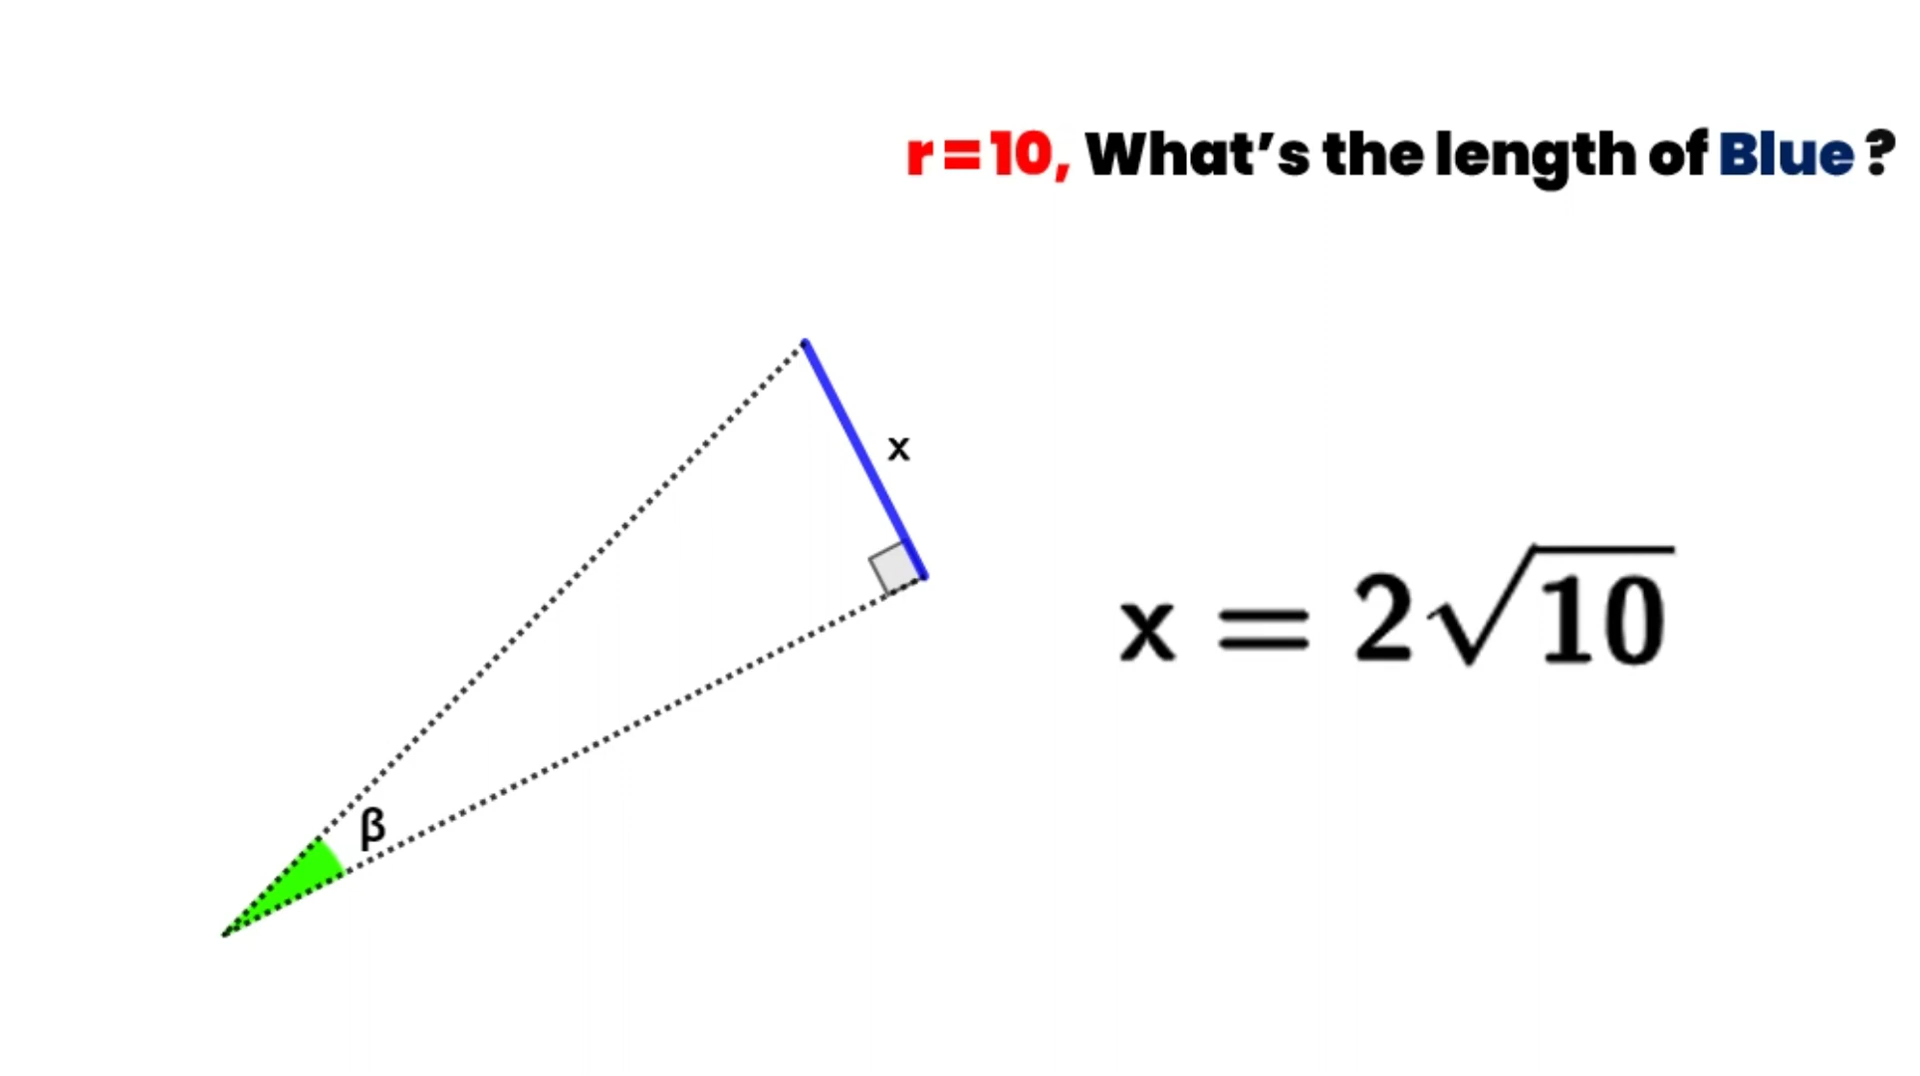 r = 10, What's the length of Blue ?
x
x = 2√10
β